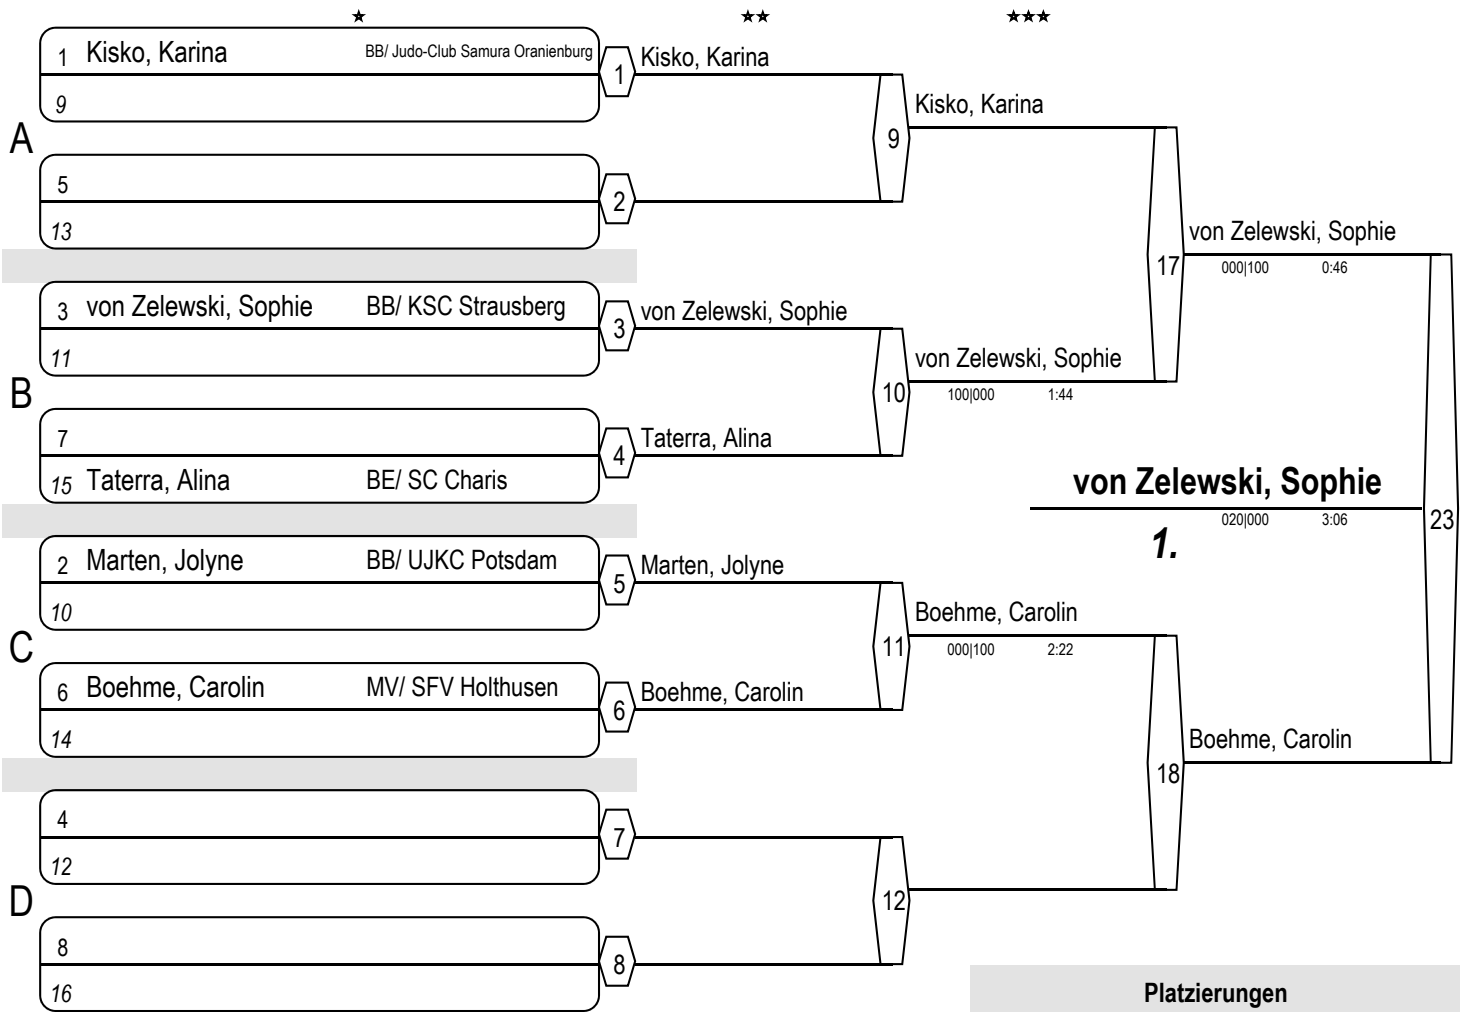 1 Kisko, Karina BB/ Judo-Club Samura Oranienburg
9
1
Kisko, Karina
A
5
13
2
9
Kisko, Karina
3 von Zelewski, Sophie BB/ KSC Strausberg
11
3
von Zelewski, Sophie
B
7
15 Taterra, Alina BE/ SC Charis
4
Taterra, Alina
10
von Zelewski, Sophie
100|000 1:44
17
von Zelewski, Sophie
000|100 0:46
2 Marten, Jolyne BB/ UJKC Potsdam
10
5
Marten, Jolyne
C
6 Boehme, Carolin MV/ SFV Holthusen
14
6
Boehme, Carolin
11
Boehme, Carolin
000|100 2:22
4
12
7
D
8
16
8
12
18
Boehme, Carolin
von Zelewski, Sophie
020|000 3:06
1.
23
Platzierungen